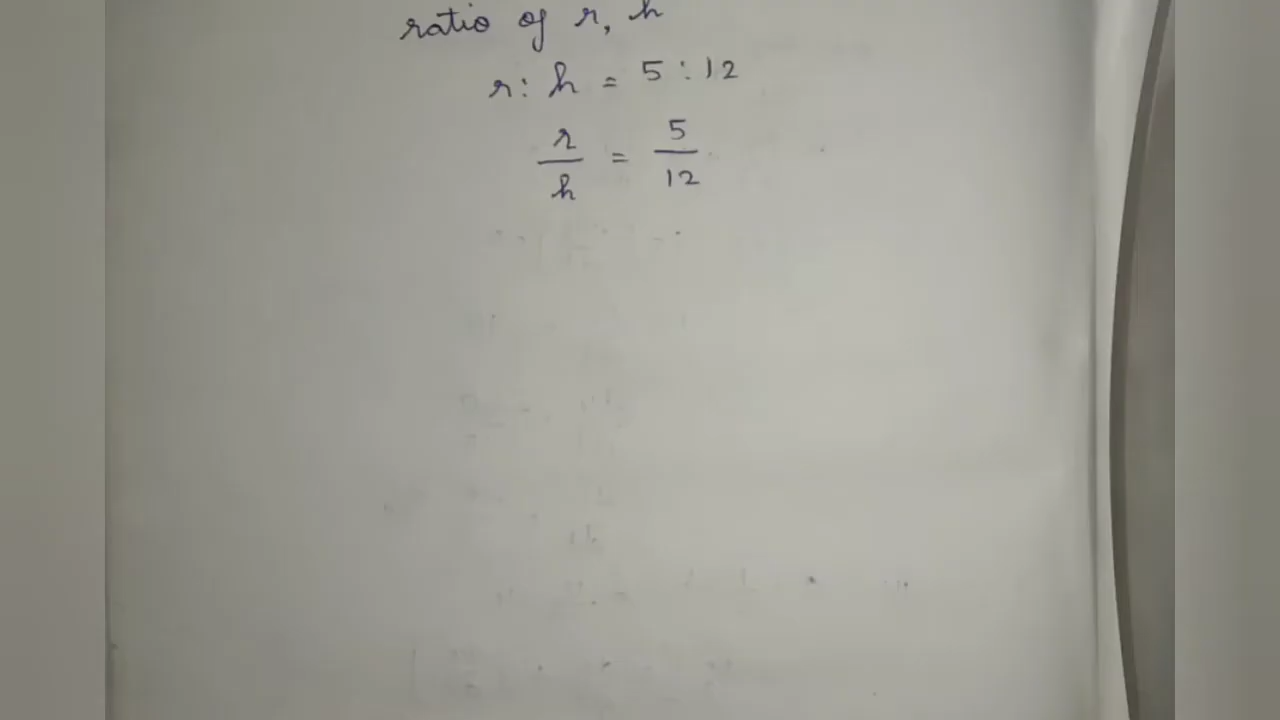 ratio of r, h
r : h = 5 : 12
r/h = 5/12